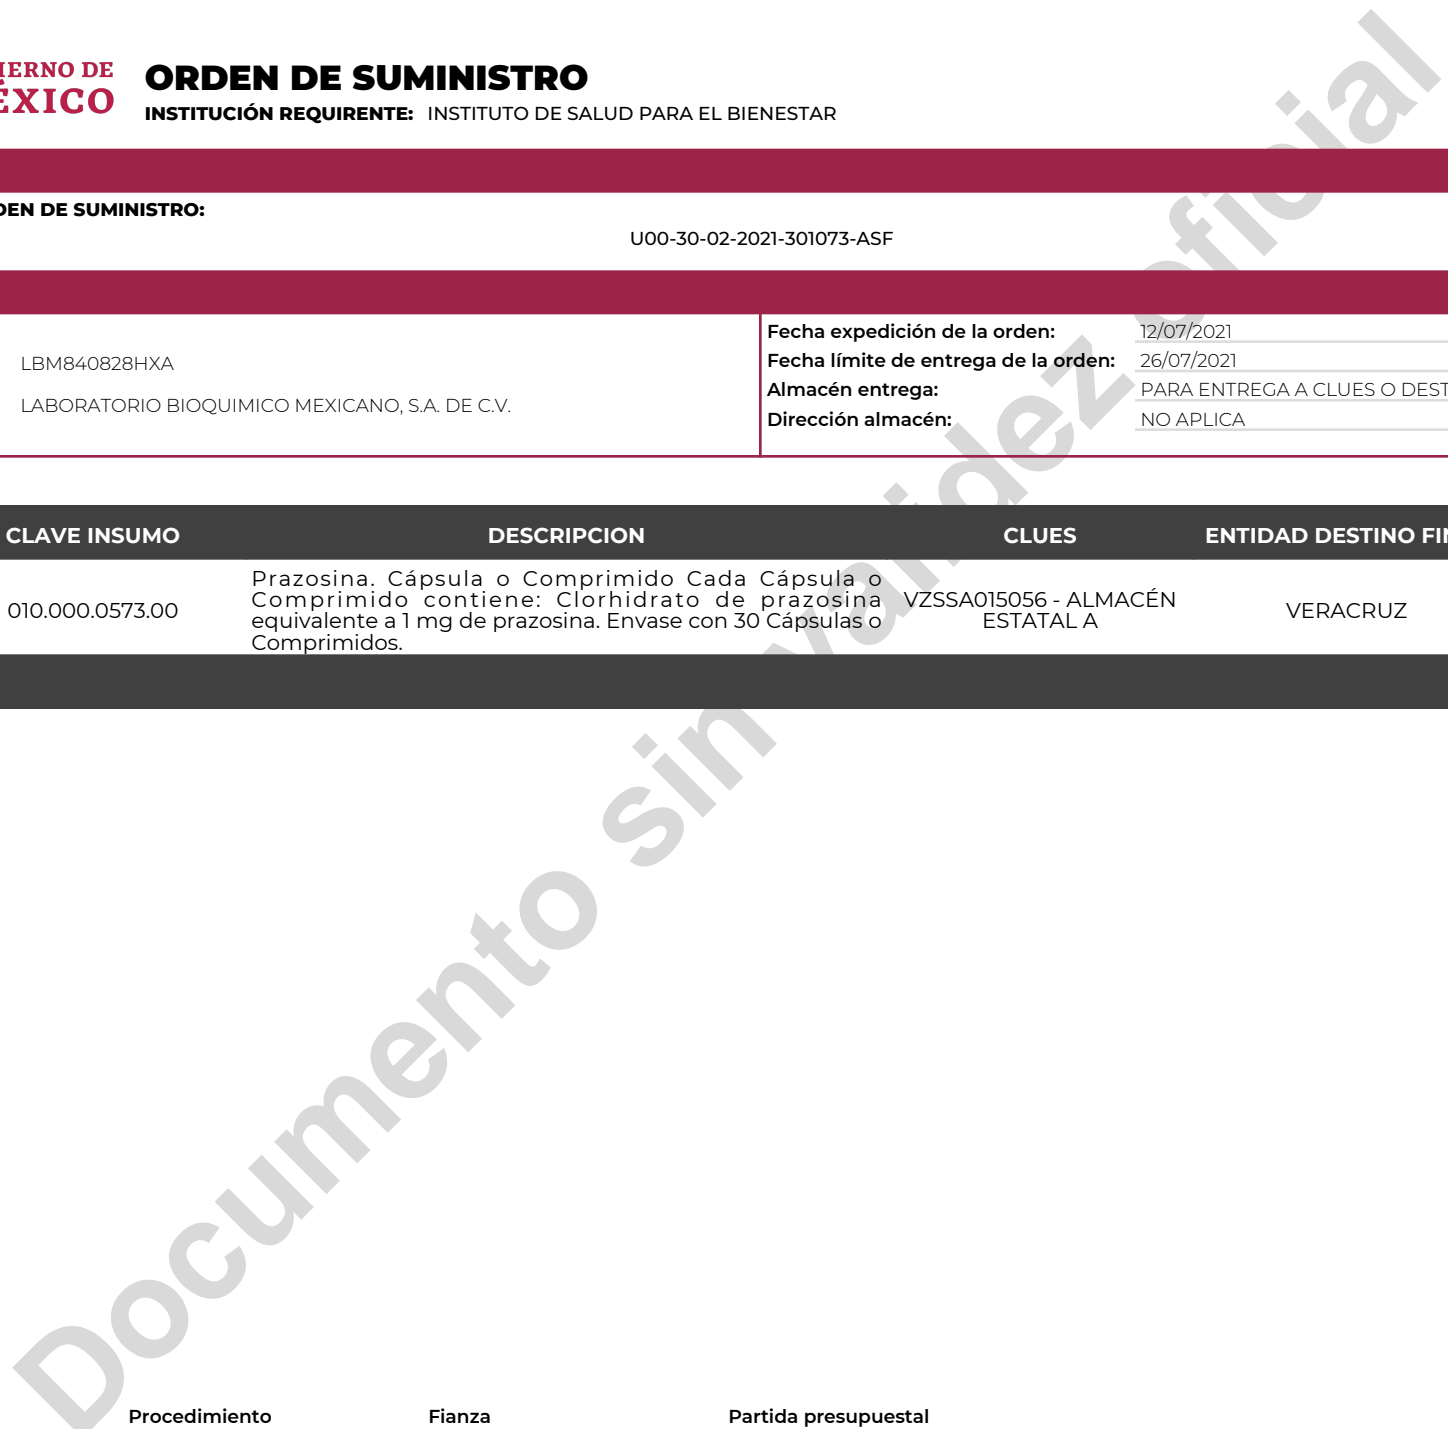 IERNO DE
ÉXICO
ORDEN DE SUMINISTRO
INSTITUCIÓN REQUIRENTE: INSTITUTO DE SALUD PARA EL BIENESTAR
DEN DE SUMINISTRO:
U00-30-02-2021-301073-ASF
LBM840828HXA
LABORATORIO BIOQUIMICO MEXICANO, S.A. DE C.V.
Fecha expedición de la orden: 12/07/2021
Fecha límite de entrega de la orden: 26/07/2021
Almacén entrega: PARA ENTREGA A CLUES O DEST
Dirección almacén: NO APLICA
CLAVE INSUMO DESCRIPCION CLUES ENTIDAD DESTINO FIN
010.000.0573.00
Prazosina. Cápsula o Comprimido Cada Cápsula o
Comprimido contiene: Clorhidrato de prazosina
equivalente a 1 mg de prazosina. Envase con 30 Cápsulas o
Comprimidos.
VZSSA015056 - ALMACÉN
ESTATAL A
VERACRUZ
Documento sin validez oficial
Procedimiento Fianza Partida presupuestal